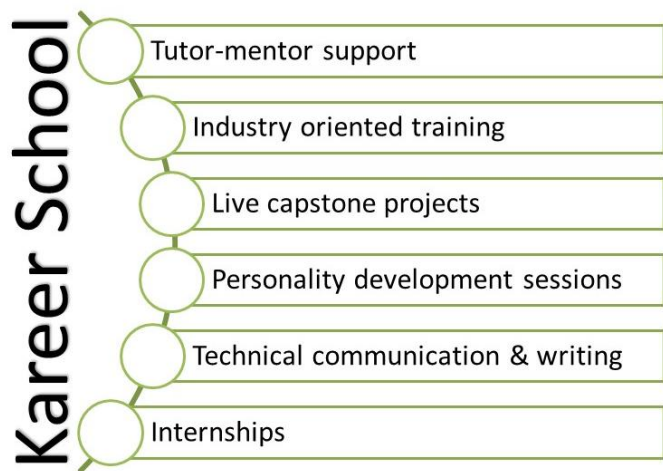 Kareer School
Tutor-mentor support
Industry oriented training
Live capstone projects
Personality development sessions
Technical communication & writing
Internships